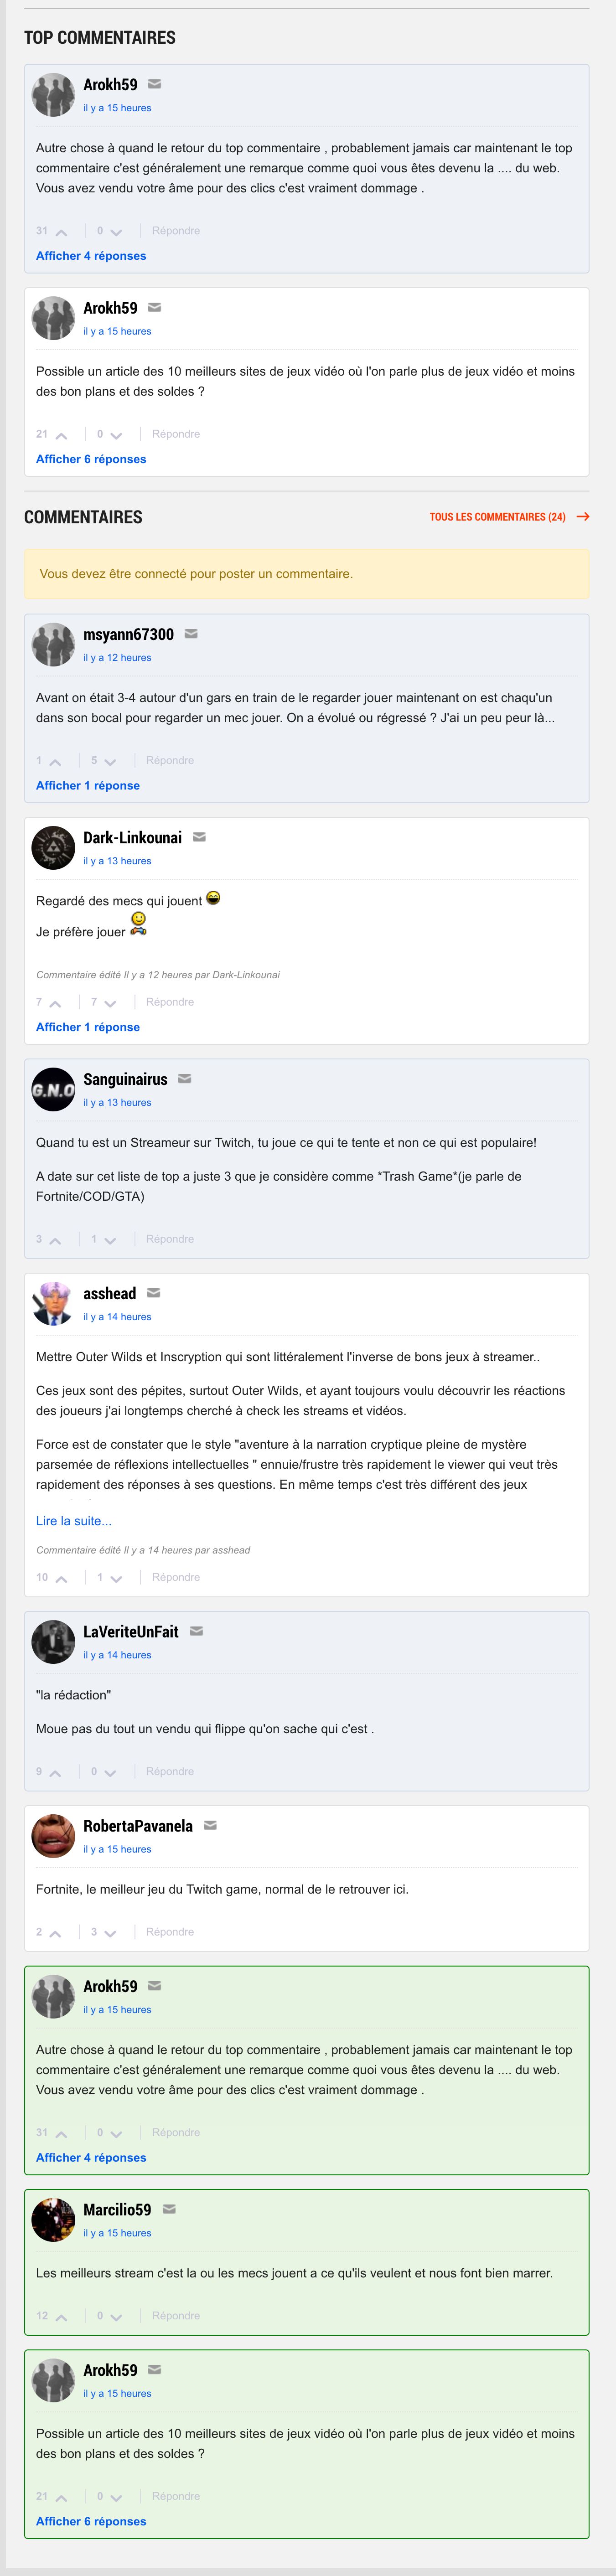 TOP COMMENTAIRES
Arokh59
il y a 15 heures
Autre chose à quand le retour du top commentaire , probablement jamais car maintenant le top
commentaire c'est généralement une remarque comme quoi vous êtes devenu la .... du web.
Vous avez vendu votre âme pour des clics c'est vraiment dommage .
31 0 Répondre
Afficher 4 réponses
Arokh59
il y a 15 heures
Possible un article des 10 meilleurs sites de jeux vidéo où l'on parle plus de jeux vidéo et moins
des bon plans et des soldes ?
21 0 Répondre
Afficher 6 réponses
COMMENTAIRES TOUS LES COMMENTAIRES (24)
Vous devez être connecté pour poster un commentaire.
msyann67300
il y a 12 heures
Avant on était 3-4 autour d'un gars en train de le regarder jouer maintenant on est chaqu'un
dans son bocal pour regarder un mec jouer. On a évolué ou régressé ? J'ai un peu peur là...
1 5 Répondre
Afficher 1 réponse
Dark-Linkounai
il y a 13 heures
Regardé des mecs qui jouent
Je préfère jouer
Commentaire édité Il y a 12 heures par Dark-Linkounai
7 7 Répondre
Afficher 1 réponse
G.N.O
Sanguinairus
il y a 13 heures
Quand tu est un Streameur sur Twitch, tu joue ce qui te tente et non ce qui est populaire!
A date sur cet liste de top a juste 3 que je considère comme *Trash Game*(je parle de
Fortnite/COD/GTA)
3 1 Répondre
asshead
il y a 14 heures
Mettre Outer Wilds et Inscryption qui sont littéralement l'inverse de bons jeux à streamer..
Ces jeux sont des pépites, surtout Outer Wilds, et ayant toujours voulu découvrir les réactions
des joueurs j'ai longtemps cherché à check les streams et vidéos.
Force est de constater que le style "aventure à la narration cryptique pleine de mystère
parsemée de réflexions intellectuelles " ennuie/frustre très rapidement le viewer qui veut très
rapidement des réponses à ses questions. En même temps c'est très différent des jeux
Lire la suite...
Commentaire édité Il y a 14 heures par asshead
10 1 Répondre
LaVeriteUnFait
il y a 14 heures
"la rédaction"
Moue pas du tout un vendu qui flippe qu'on sache qui c'est .
9 0 Répondre
RobertaPavanela
il y a 15 heures
Fortnite, le meilleur jeu du Twitch game, normal de le retrouver ici.
2 3 Répondre
Arokh59
il y a 15 heures
Autre chose à quand le retour du top commentaire , probablement jamais car maintenant le top
commentaire c'est généralement une remarque comme quoi vous êtes devenu la .... du web.
Vous avez vendu votre âme pour des clics c'est vraiment dommage .
31 0 Répondre
Afficher 4 réponses
Marcilio59
il y a 15 heures
Les meilleurs stream c'est la ou les mecs jouent a ce qu'ils veulent et nous font bien marrer.
12 0 Répondre
Arokh59
il y a 15 heures
Possible un article des 10 meilleurs sites de jeux vidéo où l'on parle plus de jeux vidéo et moins
des bon plans et des soldes ?
21 0 Répondre
Afficher 6 réponses